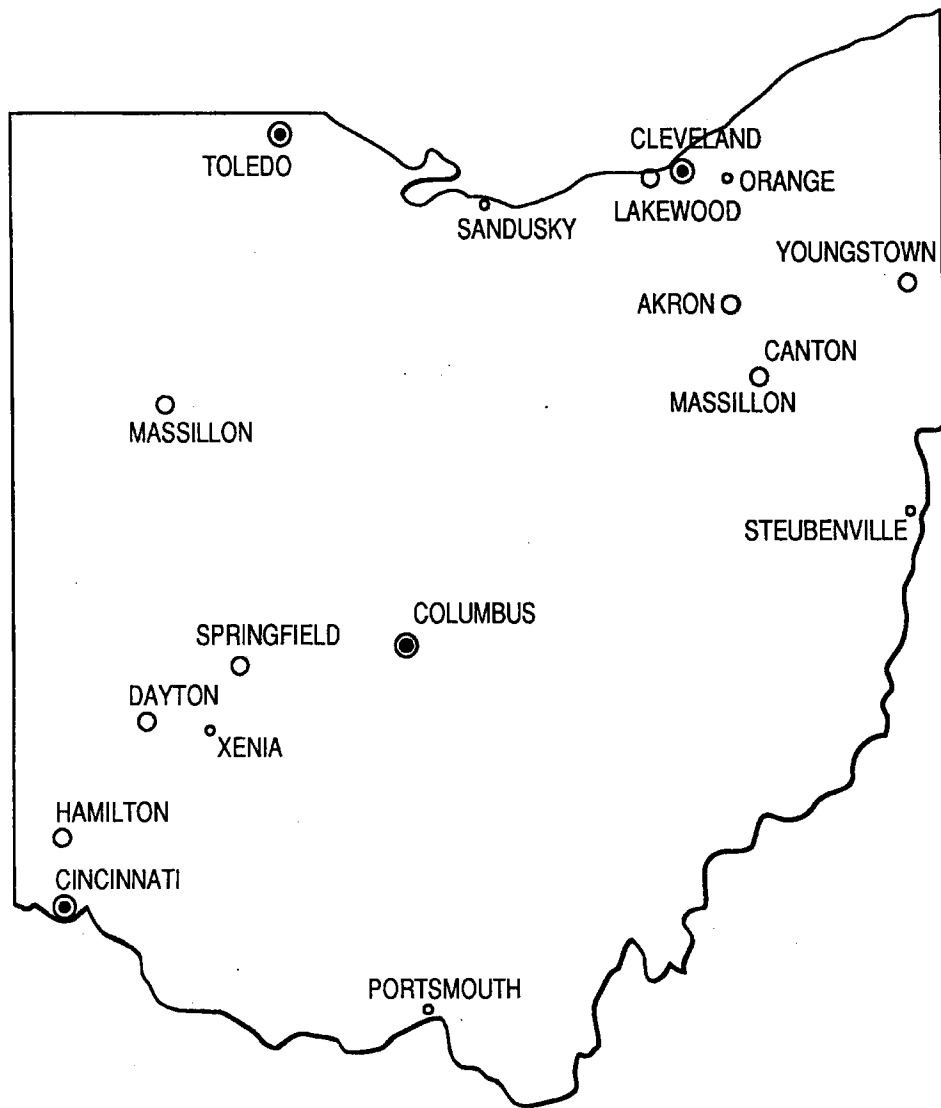 CLEVELAND
TOLEDO
ORANGE
LAKEWOOD
SANDUSKY
YOUNGSTOWN
AKRON
CANTON
MASSILLON
MASSILLON
STEUBENVILLE
COLUMBUS
SPRINGFIELD
DAYTON
XENIA
HAMILTON
CINCINNATI
PORTSMOUTH